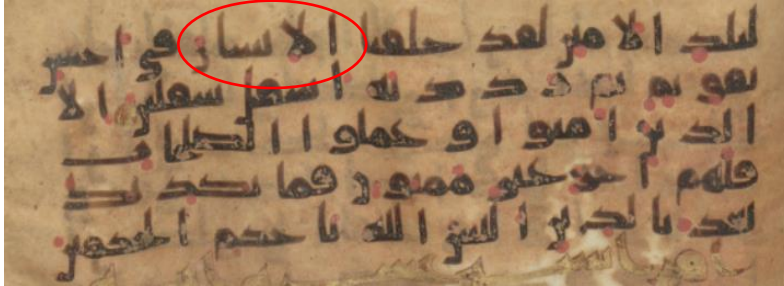 لبلد الامين لقد خلقنا الانسان في احسن
تقويم ثم رددنه اسفل سفلين الا
الذين امنوا و عملوا الصلحت
فلهم اجر غير ممنون فما يكذبك
بعد بالدين اليس الله باحكم الحكمين